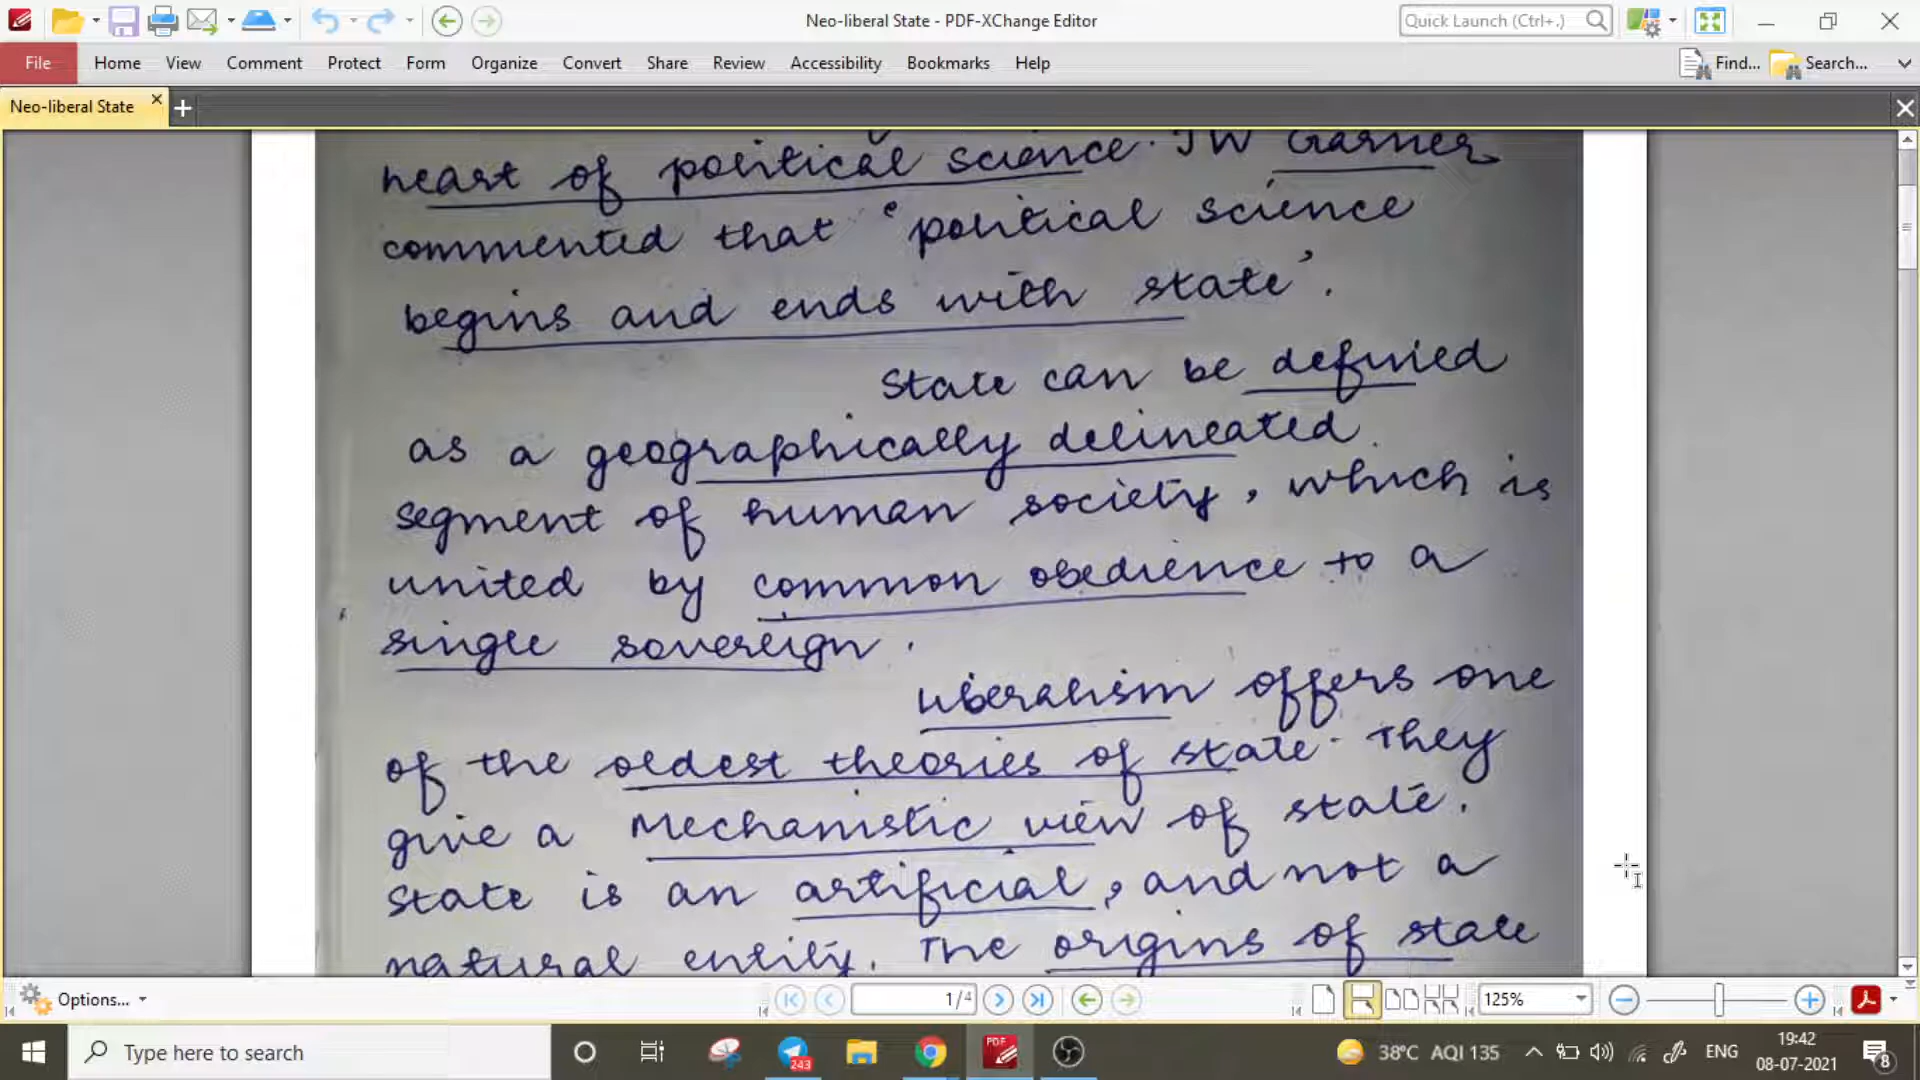 Neo-liberal State - PDF-XChange Editor
Quick Launch (Ctrl+.)
File Home View Comment Protect Form Organize Convert Share Review Accessibility Bookmarks Help Find... Search...
Neo-liberal State
heart of political science. JW Garner
commented that 'political science
begins and ends with state'.
State can be defined
as a geographically delineated
segment of human society, which is
united by common obedience to a
single sovereign.
Liberalism offers one
of the oldest theories of state. They
give a Mechanistic view of state.
State is an artificial, and not a
natural entity. The origins of state
Options... 1/4 125%
Type here to search 243 PDF 38°C AQI 135 ENG 19:42
08-07-2021 8